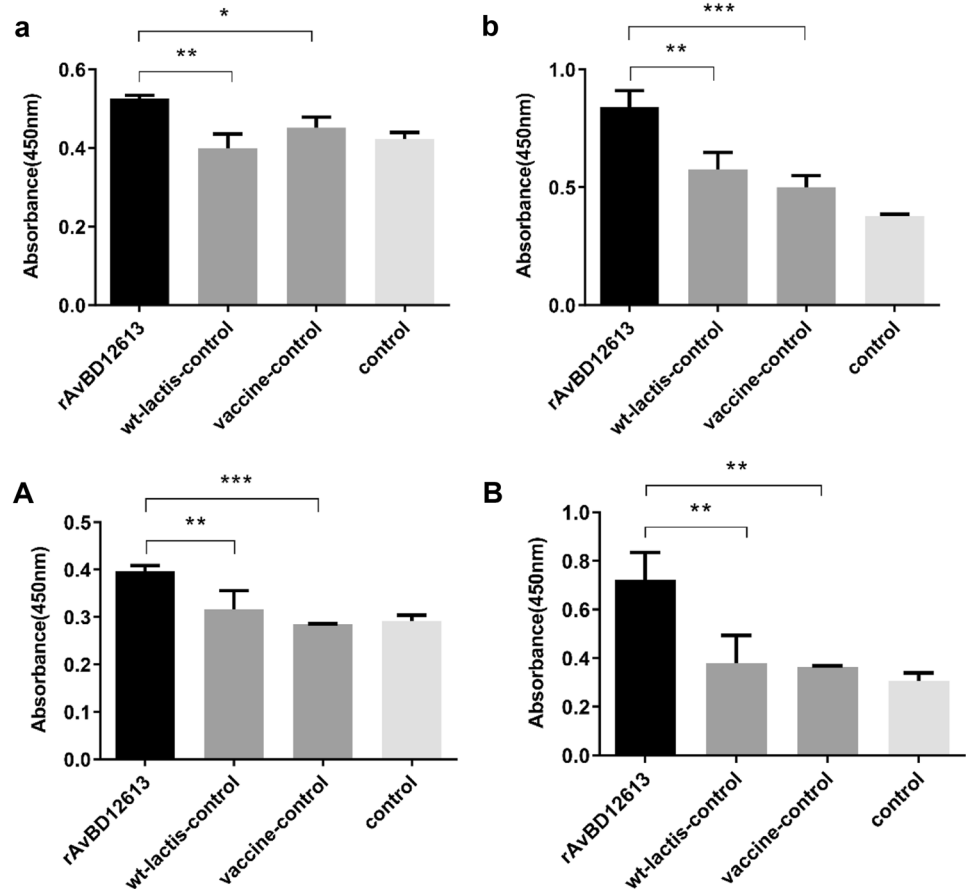 a
*
**
Absorbance(450nm)
0.6
0.4
0.2
0.0
rAvBD12613
wt-lactis-control
vaccine-control
control
b
***
**
Absorbance(450nm)
1.0
0.5
0.0
rAvBD12613
wt-lactis-control
vaccine-control
control
A
***
**
Absorbance(450nm)
0.5
0.4
0.3
0.2
0.1
0.0
rAvBD12613
wt-lactis-control
vaccine-control
control
B
**
**
Absorbance(450nm)
1.0
0.8
0.6
0.4
0.2
0.0
rAvBD12613
wt-lactis-control
vaccine-control
control